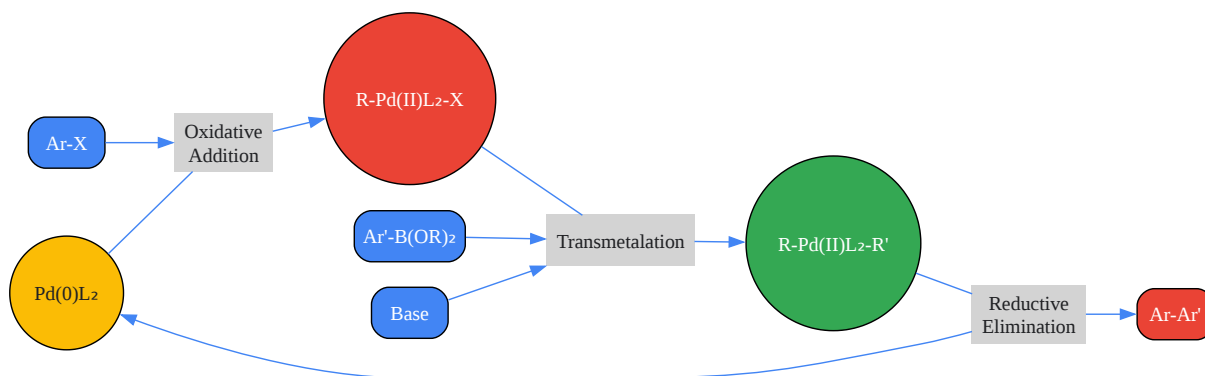 R-Pd(II)L₂-X
Ar-X
Oxidative
Addition
Ar'-B(OR)₂
Transmetalation
R-Pd(II)L₂-R'
Pd(0)L₂
Base
Reductive
Elimination
Ar-Ar'